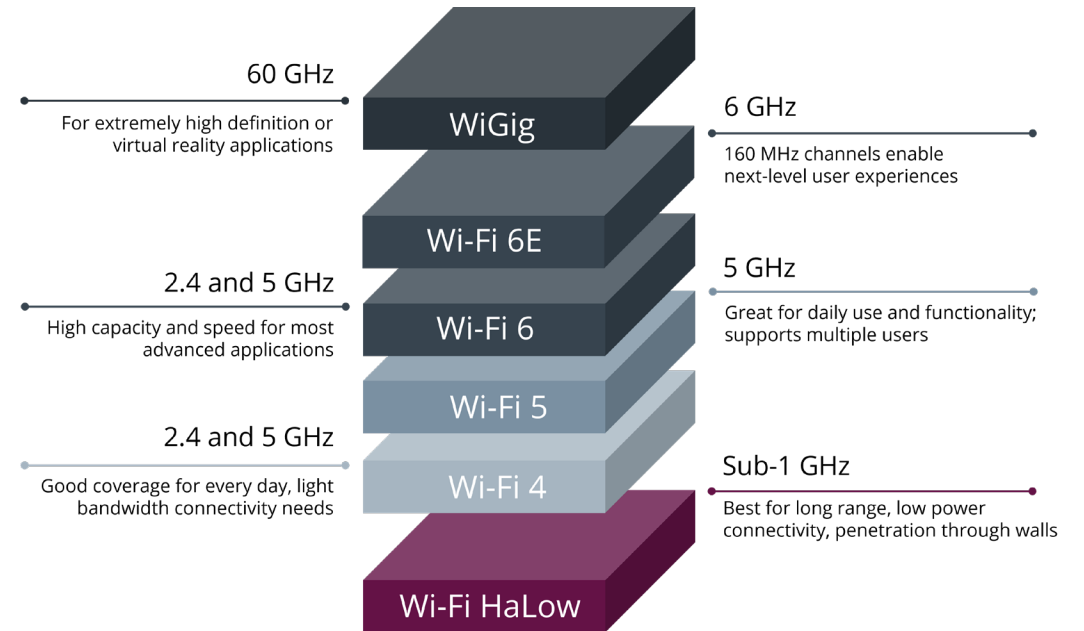 60 GHz
For extremely high definition or
virtual reality applications
WiGig
6 GHz
160 MHz channels enable
next-level user experiences
Wi-Fi 6E
2.4 and 5 GHz
High capacity and speed for most
advanced applications
Wi-Fi 6
5 GHz
Great for daily use and functionality;
supports multiple users
Wi-Fi 5
2.4 and 5 GHz
Good coverage for every day, light
bandwidth connectivity needs
Wi-Fi 4
Sub-1 GHz
Best for long range, low power
connectivity, penetration through walls
Wi-Fi HaLow